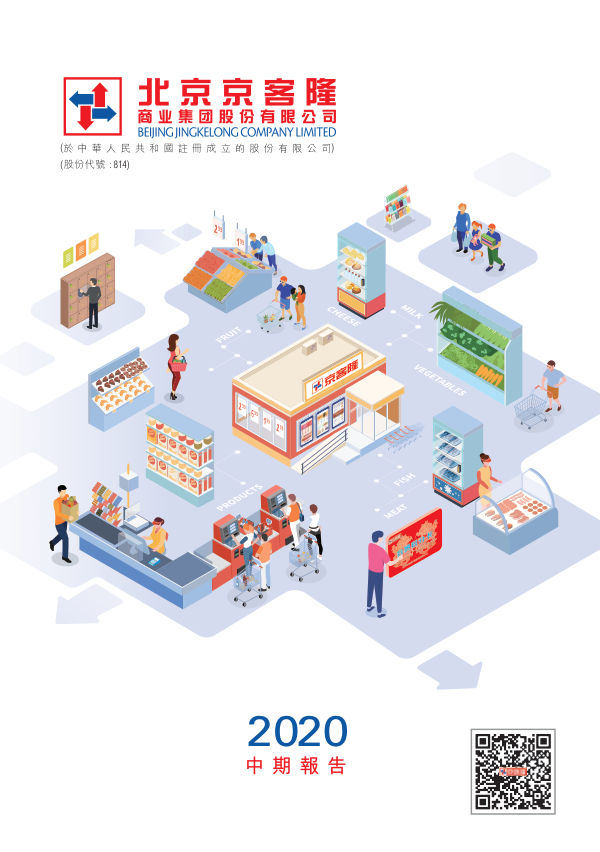 北京京客隆
商业集团股份有限公司
BEIJING JINGKELONG COMPANY LIMITED
(於中華人民共和國註冊成立的股份有限公司)
(股份代號 : 814)
FRUIT
CHEESE
MILK
VEGETABLES
京客隆
PRODUCTS
FISH
MEAT
2020
中期報告